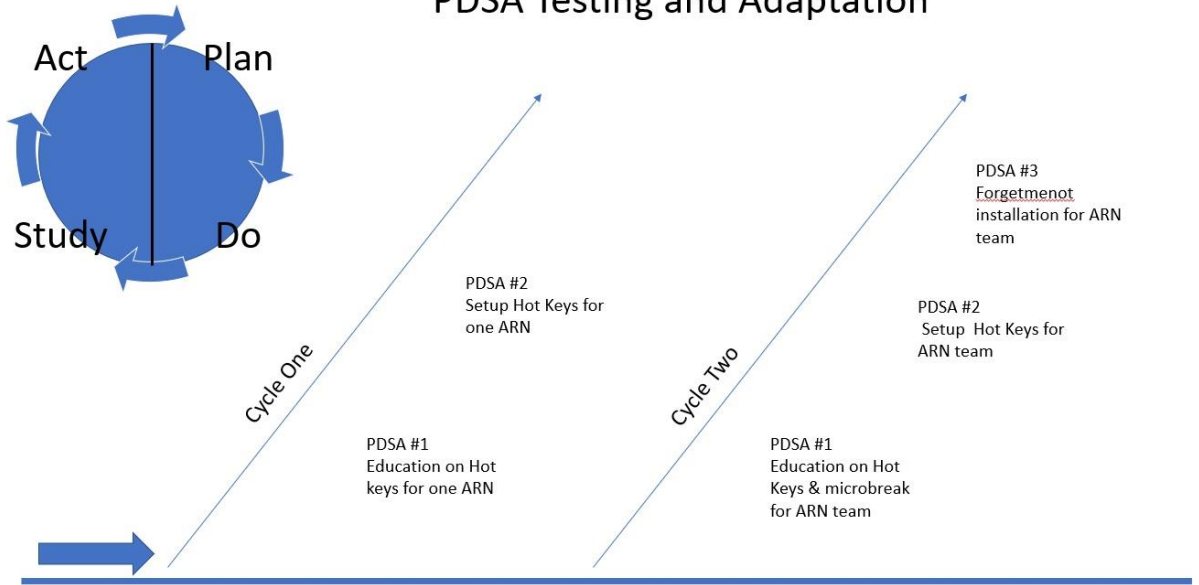 PDSA Testing and Adaptation
Act
Plan
Study
Do
Cycle One
PDSA #1
Education on Hot
keys for one ARN
PDSA #2
Setup Hot Keys for
one ARN
Cycle Two
PDSA #1
Education on Hot
Keys & microbreak
for ARN team
PDSA #2
Setup  Hot Keys for
ARN team
PDSA #3
Forgetmenot
installation for ARN
team